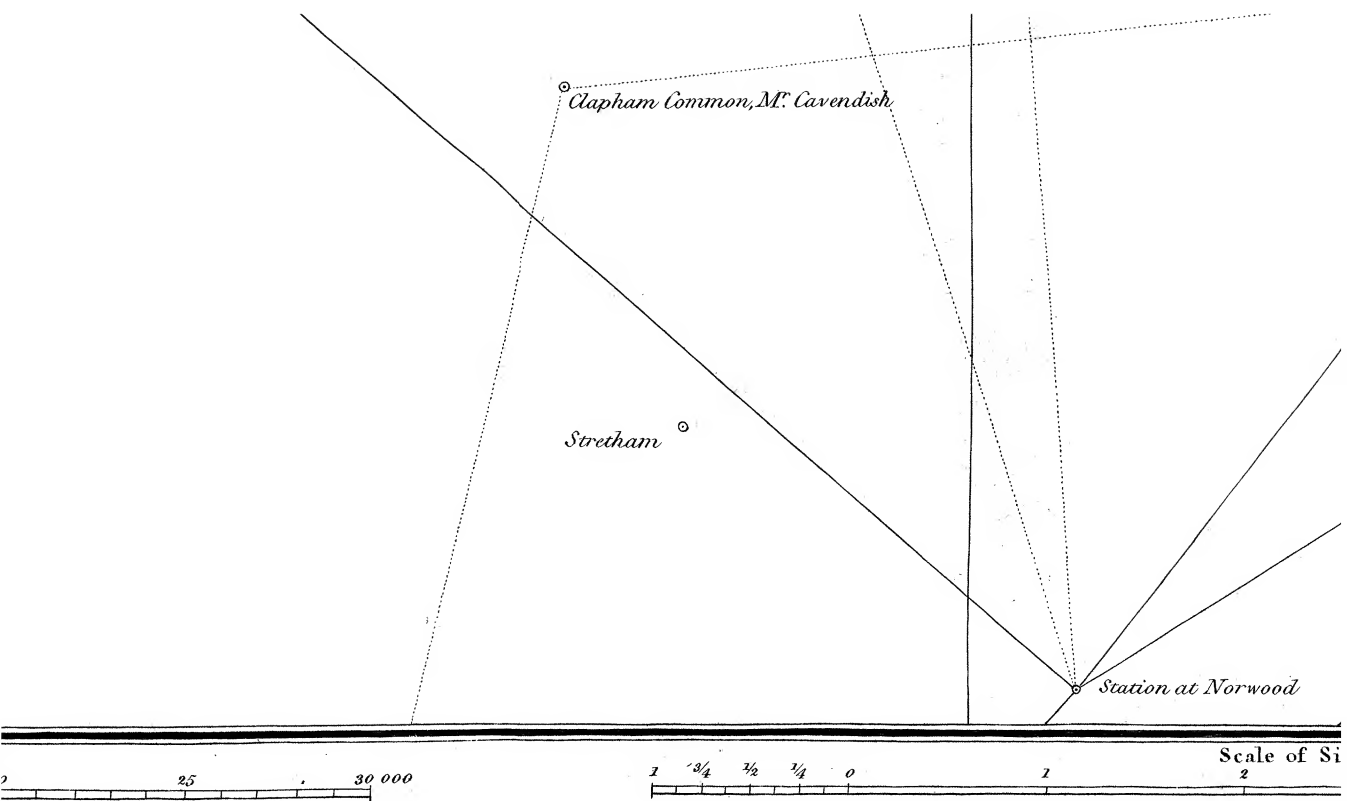 Clapham Common, Mr. Cavendish
Stretham
Station at Norwood
Scale of Si
25 30 000
1 3/4 1/2 1/4 0 1 2